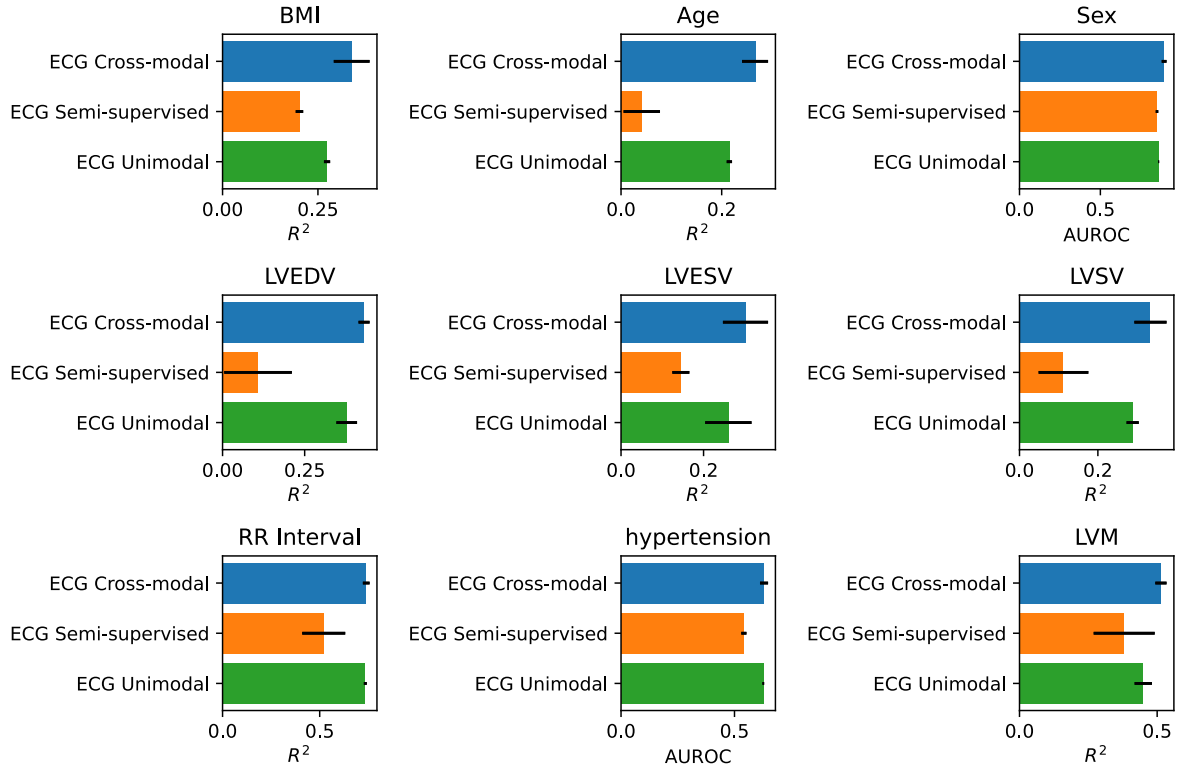 BMI
ECG Cross-modal
ECG Semi-supervised
ECG Unimodal
0.00 0.25
R²
Age
ECG Cross-modal
ECG Semi-supervised
ECG Unimodal
0.0 0.2
R²
Sex
ECG Cross-modal
ECG Semi-supervised
ECG Unimodal
0.0 0.5
AUROC
LVEDV
ECG Cross-modal
ECG Semi-supervised
ECG Unimodal
0.00 0.25
R²
LVESV
ECG Cross-modal
ECG Semi-supervised
ECG Unimodal
0.0 0.2
R²
LVSV
ECG Cross-modal
ECG Semi-supervised
ECG Unimodal
0.0 0.2
R²
RR Interval
ECG Cross-modal
ECG Semi-supervised
ECG Unimodal
0.0 0.5
R²
hypertension
ECG Cross-modal
ECG Semi-supervised
ECG Unimodal
0.0 0.5
AUROC
LVM
ECG Cross-modal
ECG Semi-supervised
ECG Unimodal
0.0 0.5
R²